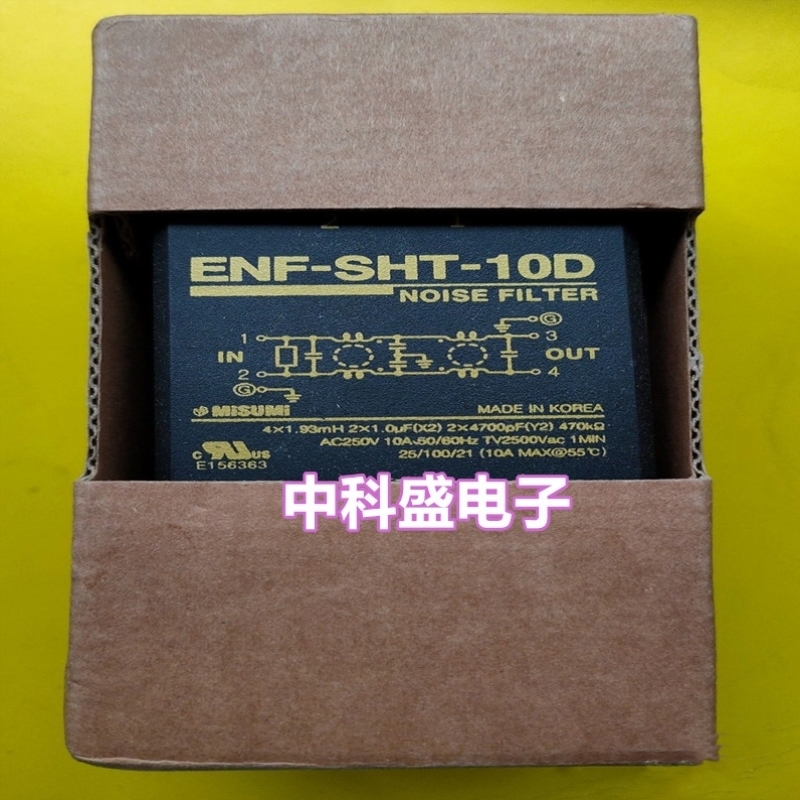 ENF-SHT-10D
NOISE FILTER
G
1 3
IN OUT
2 4
G
MiSUMi MADE IN KOREA
4×1.93mH 2×1.0μF(X2) 2×4700pF(Y2) 470kΩ
AC250V 10A.50/60Hz TV2500Vac 1MIN
c RU us 25/100/21 (10A MAX@55℃)
E156363
中科盛电子